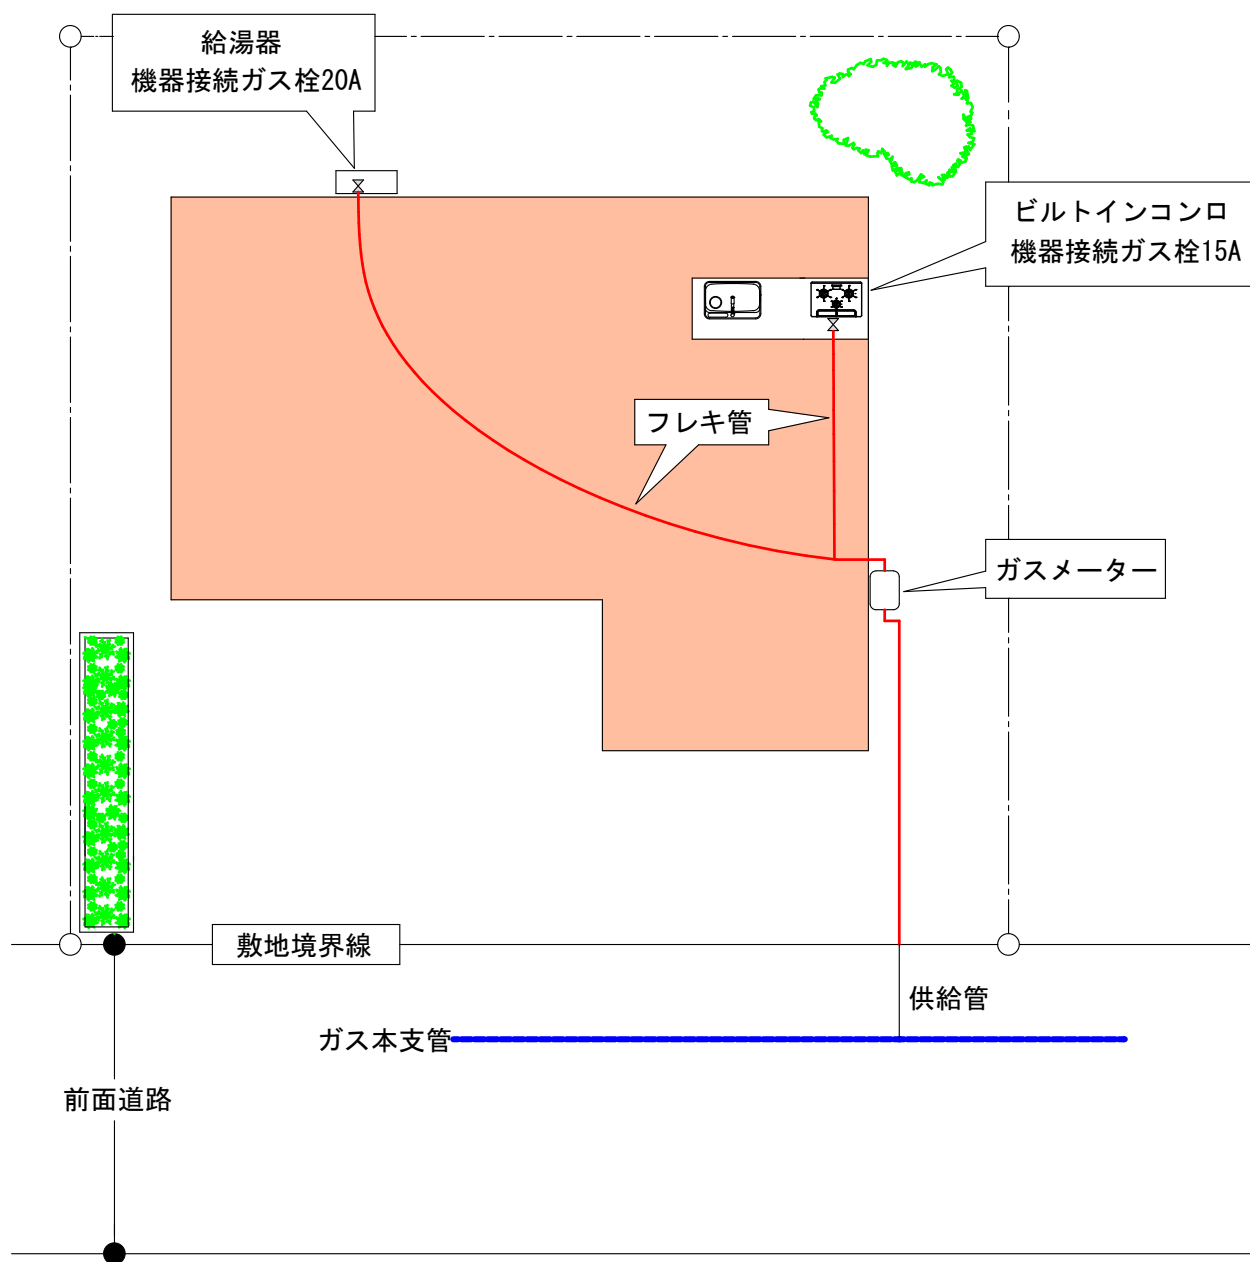 給湯器
機器接続ガス栓20A
ビルトインコンロ
機器接続ガス栓15A
フレキ管
ガスメーター
敷地境界線
供給管
ガス本支管
前面道路